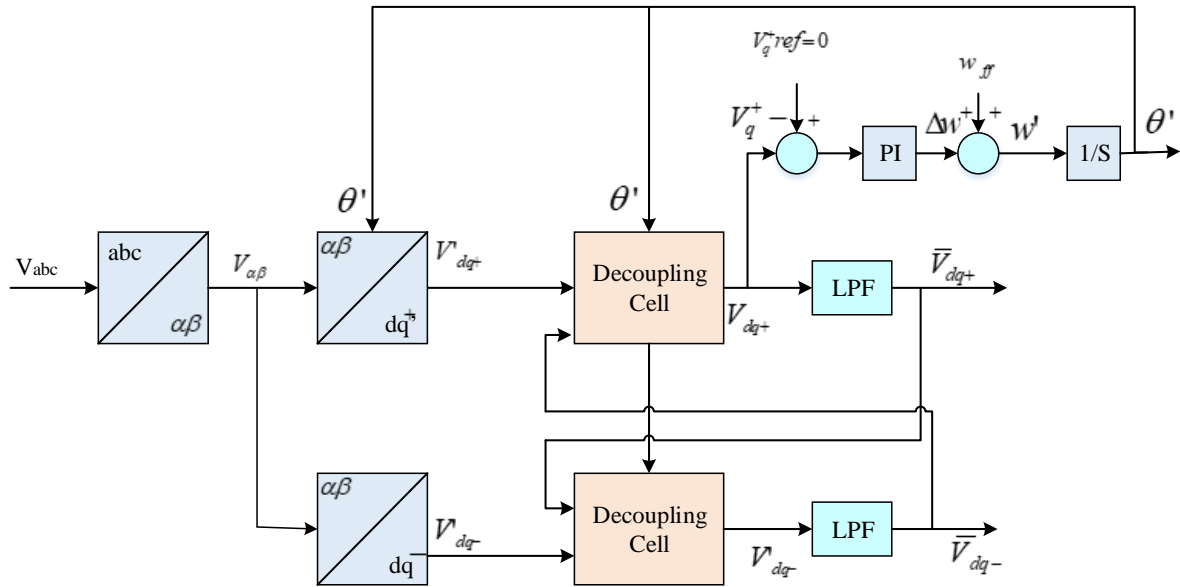 V_q^+ref=0
w_ff
V_q^+ − +
PI
Δw^+ +
w'
1/S
θ'
θ'
θ'
Vabc
abc
αβ
V_αβ
αβ
dq^+,
V'_dq+
Decoupling
Cell
V_dq+
LPF
V̅_dq+
αβ
dq^−
V'_dq-
Decoupling
Cell
V'_dq-
LPF
V̅_dq−